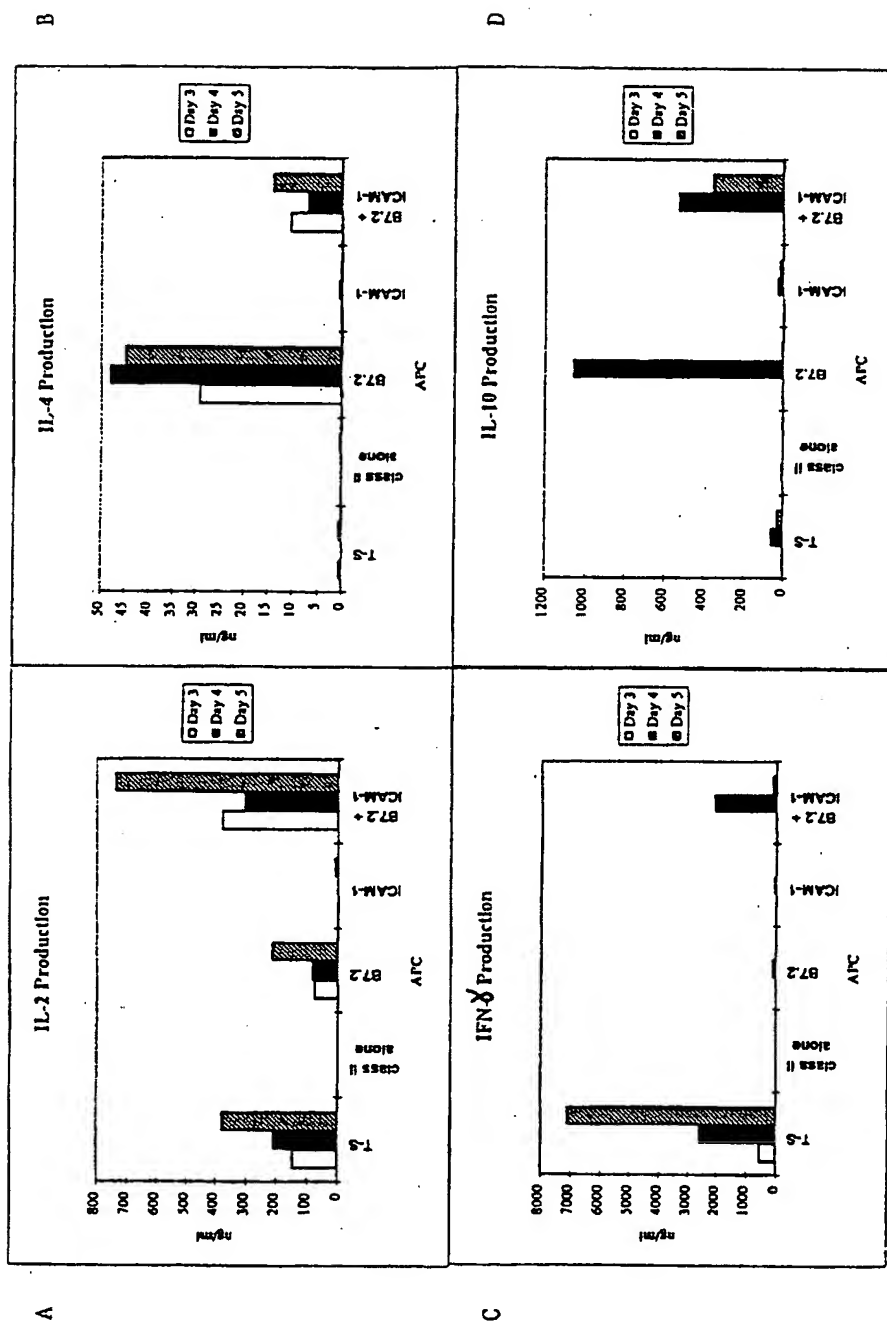 A
IL-2 Production
800
700
600
500
400
300
200
100
0
ng/ml
T-S
class II
alone
B7.2
ICAM-1
B7.2 +
ICAM-1
APC
Day 3
Day 4
Day 5
B
IL-4 Production
50
45
40
35
30
25
20
15
10
5
0
ng/ml
T-S
class II
alone
B7.2
ICAM-1
B7.2 +
ICAM-1
APC
Day 3
Day 4
Day 5
C
IFN-γ Production
8000
7000
6000
5000
4000
3000
2000
1000
0
ng/ml
T-S
class II
alone
B7.2
ICAM-1
B7.2 +
ICAM-1
APC
Day 3
Day 4
Day 5
D
IL-10 Production
1200
1000
800
600
400
200
0
ng/ml
T-S
class II
alone
B7.2
ICAM-1
B7.2 +
ICAM-1
APC
Day 3
Day 4
Day 5